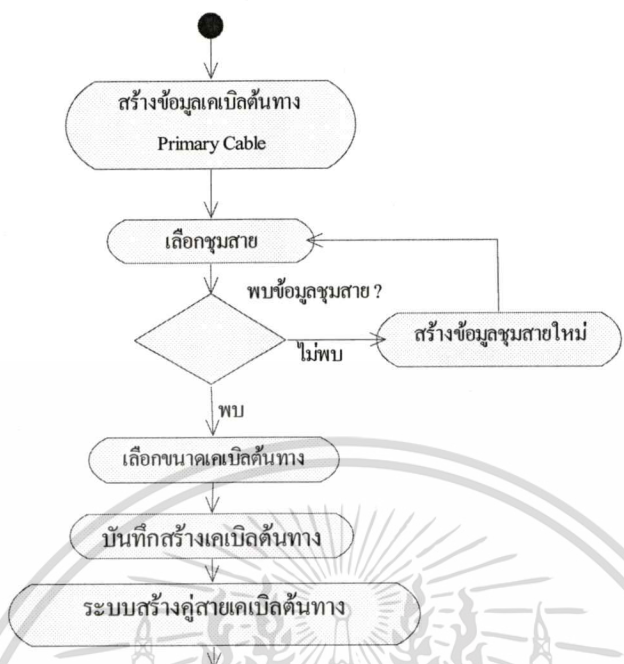 สร้างข้อมูลเคเบิลต้นทาง
Primary Cable
เลือกชุมสาย
พบข้อมูลชุมสาย ?
ไม่พบ
สร้างข้อมูลชุมสายใหม่
พบ
เลือกขนาดเคเบิลต้นทาง
บันทึกสร้างเคเบิลต้นทาง
ระบบสร้างคู่สายเคเบิลต้นทาง